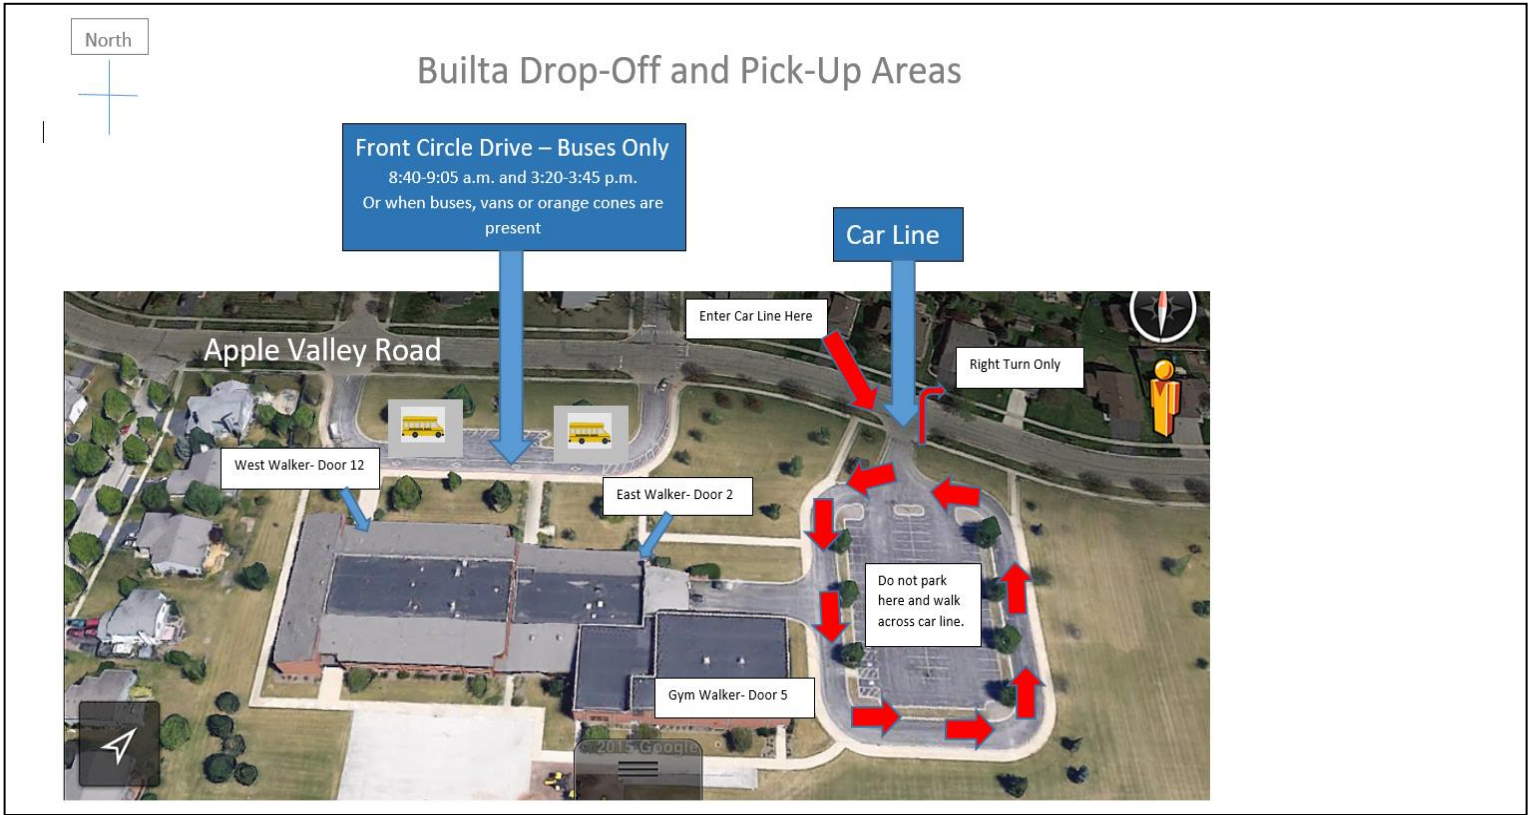 North
Builta Drop-Off and Pick-Up Areas
Front Circle Drive – Buses Only
8:40-9:05 a.m. and 3:20-3:45 p.m.
Or when buses, vans or orange cones are
present
Car Line
Enter Car Line Here
Apple Valley Road
Right Turn Only
West Walker- Door 12
East Walker- Door 2
Do not park
here and walk
across car line.
Gym Walker- Door 5
© 2015 Google